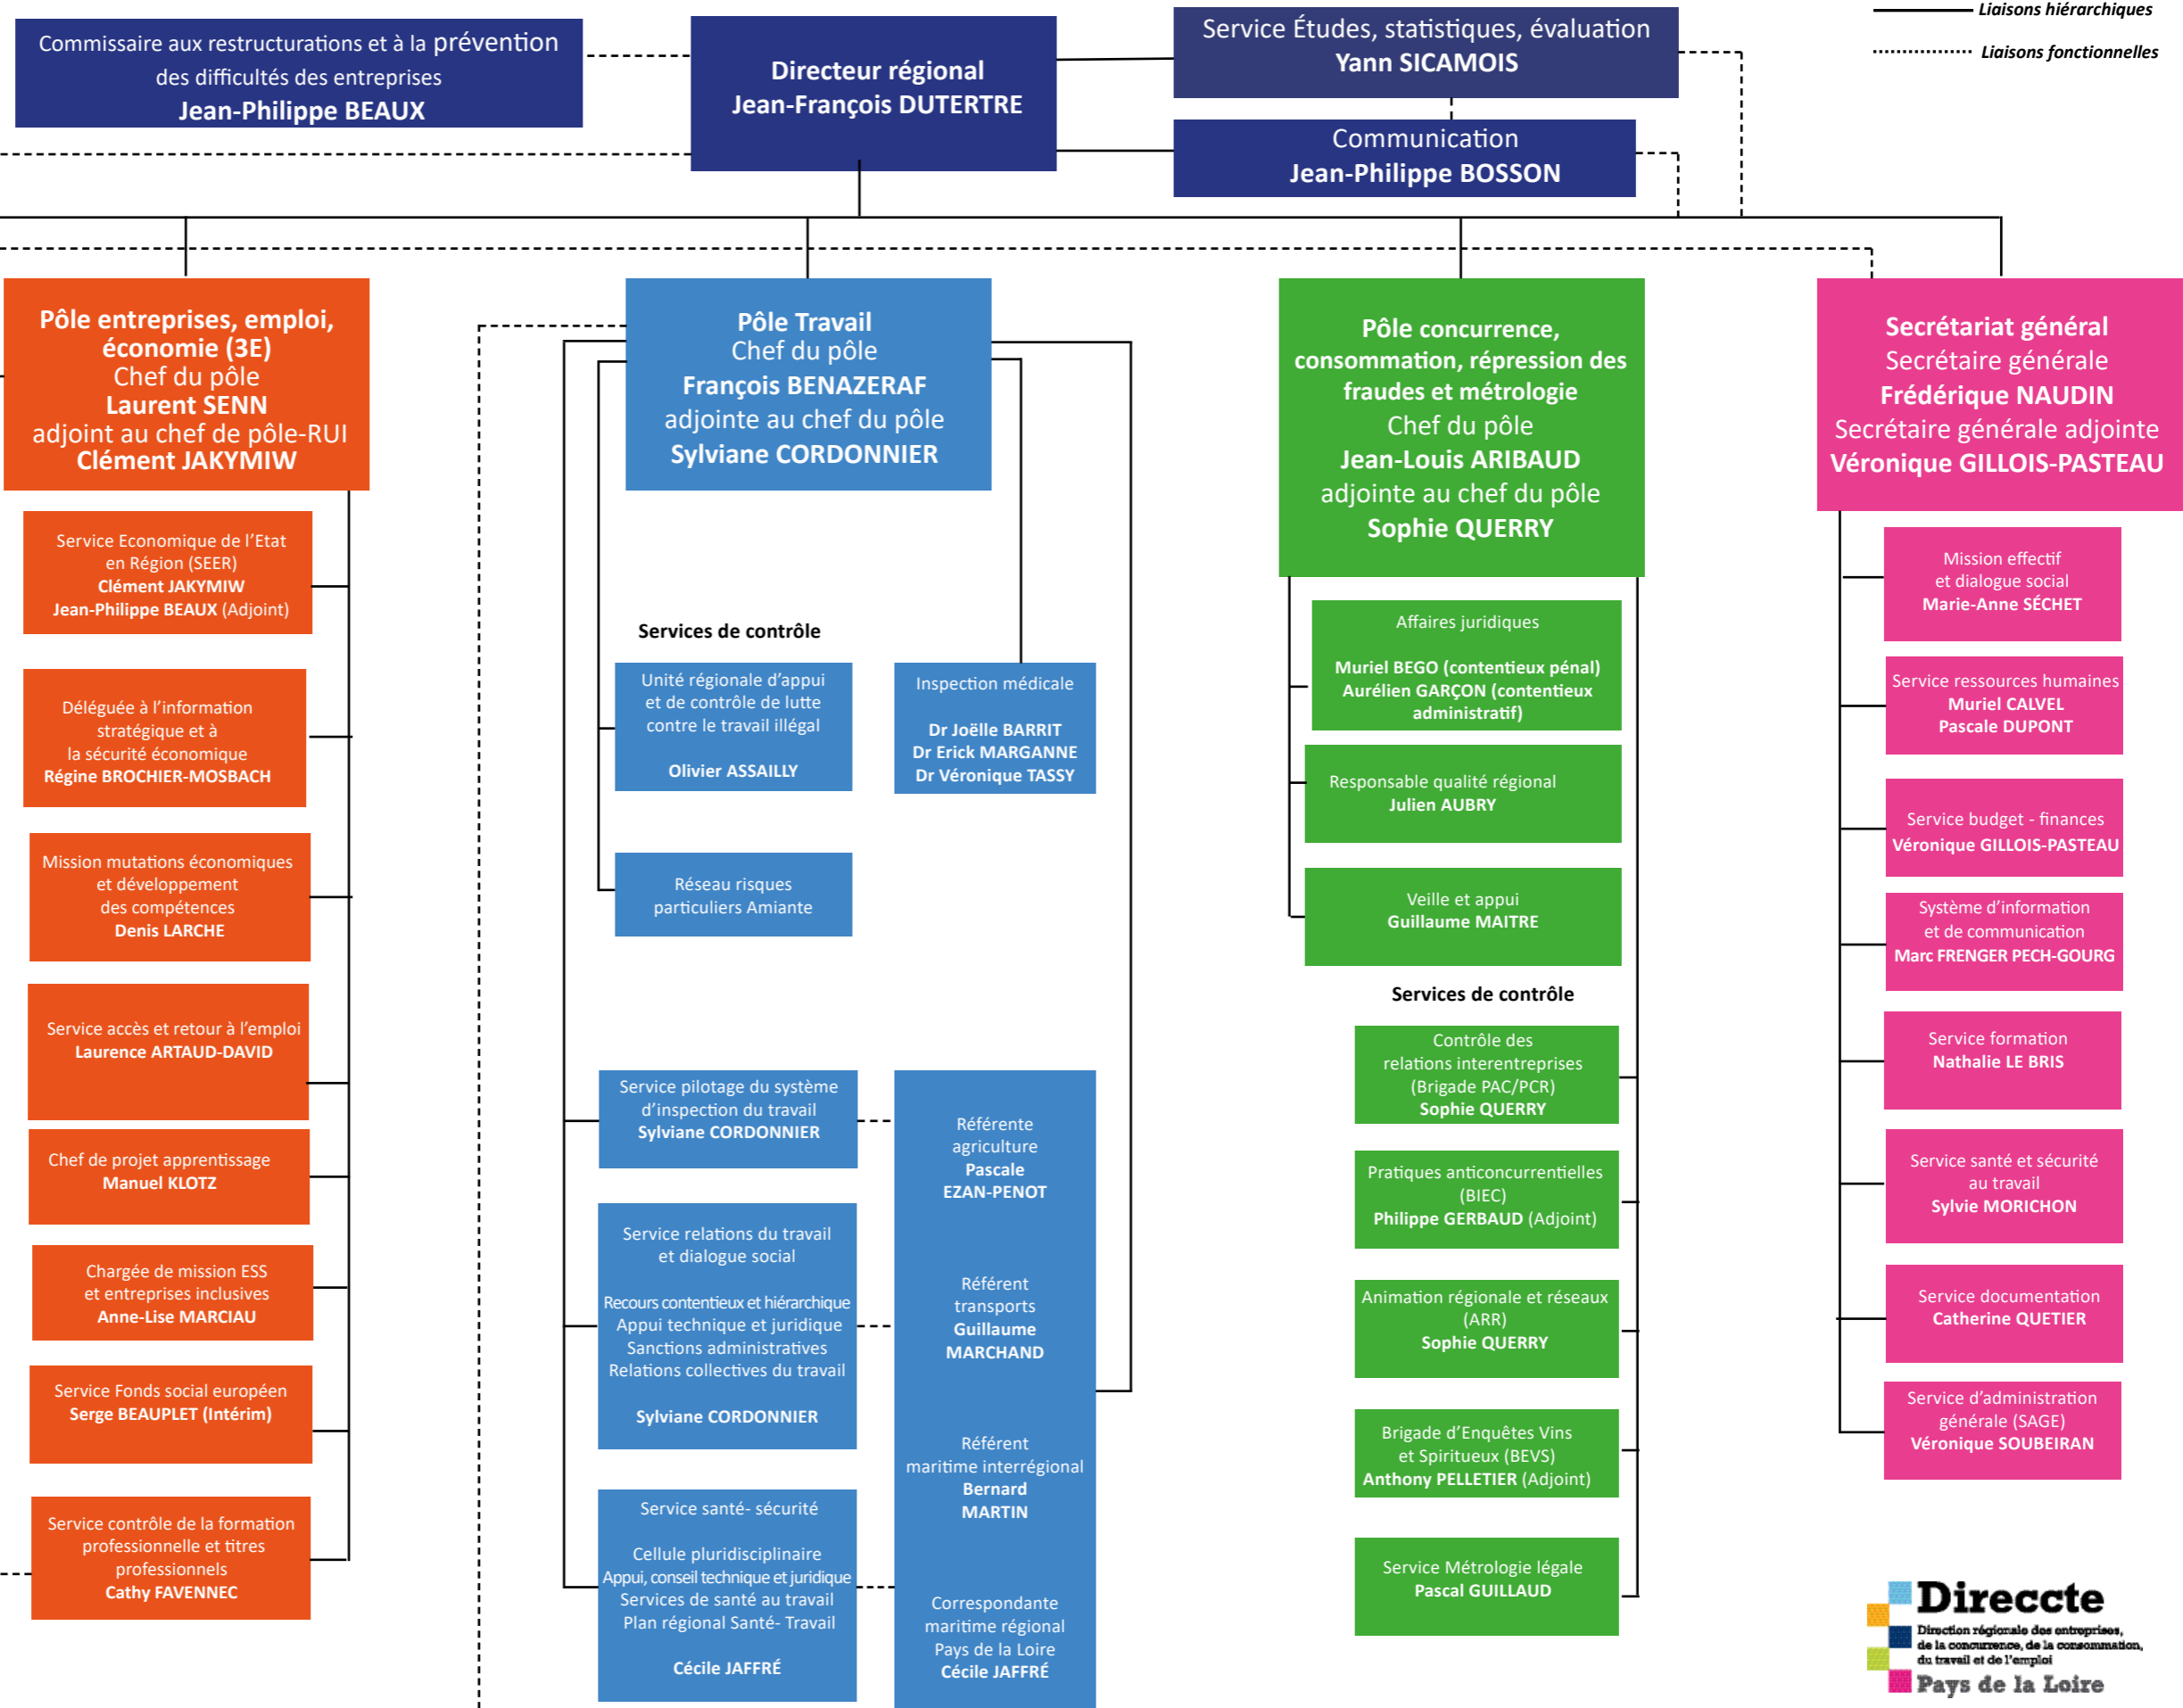 Commissaire aux restructurations et à la prévention
des difficultés des entreprises
Jean-Philippe BEAUX
Directeur régional
Jean-François DUTERTRE
Service Études, statistiques, évaluation
Yann SICAMOIS
Communication
Jean-Philippe BOSSON
Liaisons hiérarchiques
Liaisons fonctionnelles
Pôle entreprises, emploi,
économie (3E)
Chef du pôle
Laurent SENN
adjoint au chef de pôle-RUI
Clément JAKYMIW
Service Economique de l'Etat
en Région (SEER)
Clément JAKYMIW
Jean-Philippe BEAUX (Adjoint)
Déléguée à l'information
stratégique et à
la sécurité économique
Régine BROCHIER-MOSBACH
Mission mutations économiques
et développement
des compétences
Denis LARCHE
Service accès et retour à l'emploi
Laurence ARTAUD-DAVID
Chef de projet apprentissage
Manuel KLOTZ
Chargée de mission ESS
et entreprises inclusives
Anne-Lise MARCIAU
Service Fonds social européen
Serge BEAUPLET (Intérim)
Service contrôle de la formation
professionnelle et titres
professionnels
Cathy FAVENNEC
Pôle Travail
Chef du pôle
François BENAZERAF
adjointe au chef du pôle
Sylviane CORDONNIER
Services de contrôle
Unité régionale d'appui
et de contrôle de lutte
contre le travail illégal
Olivier ASSAILLY
Inspection médicale
Dr Joëlle BARRIT
Dr Erick MARGANNE
Dr Véronique TASSY
Réseau risques
particuliers Amiante
Service pilotage du système
d'inspection du travail
Sylviane CORDONNIER
Service relations du travail
et dialogue social
Recours contentieux et hiérarchique
Appui technique et juridique
Sanctions administratives
Relations collectives du travail
Sylviane CORDONNIER
Service santé- sécurité
Cellule pluridisciplinaire
Appui, conseil technique et juridique
Services de santé au travail
Plan régional Santé- Travail
Cécile JAFFRÉ
Référente
agriculture
Pascale
EZAN-PENOT
Référent
transports
Guillaume
MARCHAND
Référent
maritime interrégional
Bernard
MARTIN
Correspondante
maritime régional
Pays de la Loire
Cécile JAFFRÉ
Pôle concurrence,
consommation, répression des
fraudes et métrologie
Chef du pôle
Jean-Louis ARIBAUD
adjointe au chef du pôle
Sophie QUERRY
Affaires juridiques
Muriel BEGO (contentieux pénal)
Aurélien GARÇON (contentieux
administratif)
Responsable qualité régional
Julien AUBRY
Veille et appui
Guillaume MAITRE
Services de contrôle
Contrôle des
relations interentreprises
(Brigade PAC/PCR)
Sophie QUERRY
Pratiques anticoncurrentielles
(BIEC)
Philippe GERBAUD (Adjoint)
Animation régionale et réseaux
(ARR)
Sophie QUERRY
Brigade d'Enquêtes Vins
et Spiritueux (BEVS)
Anthony PELLETIER (Adjoint)
Service Métrologie légale
Pascal GUILLAUD
Secrétariat général
Secrétaire générale
Frédérique NAUDIN
Secrétaire générale adjointe
Véronique GILLOIS-PASTEAU
Mission effectif
et dialogue social
Marie-Anne SÉCHET
Service ressources humaines
Muriel CALVEL
Pascale DUPONT
Service budget - finances
Véronique GILLOIS-PASTEAU
Système d'information
et de communication
Marc FRENGER PECH-GOURG
Service formation
Nathalie LE BRIS
Service santé et sécurité
au travail
Sylvie MORICHON
Service documentation
Catherine QUETIER
Service d'administration
générale (SAGE)
Véronique SOUBEIRAN
Direccte
Direction régionale des entreprises,
de la concurrence, de la consommation,
du travail et de l'emploi
Pays de la Loire